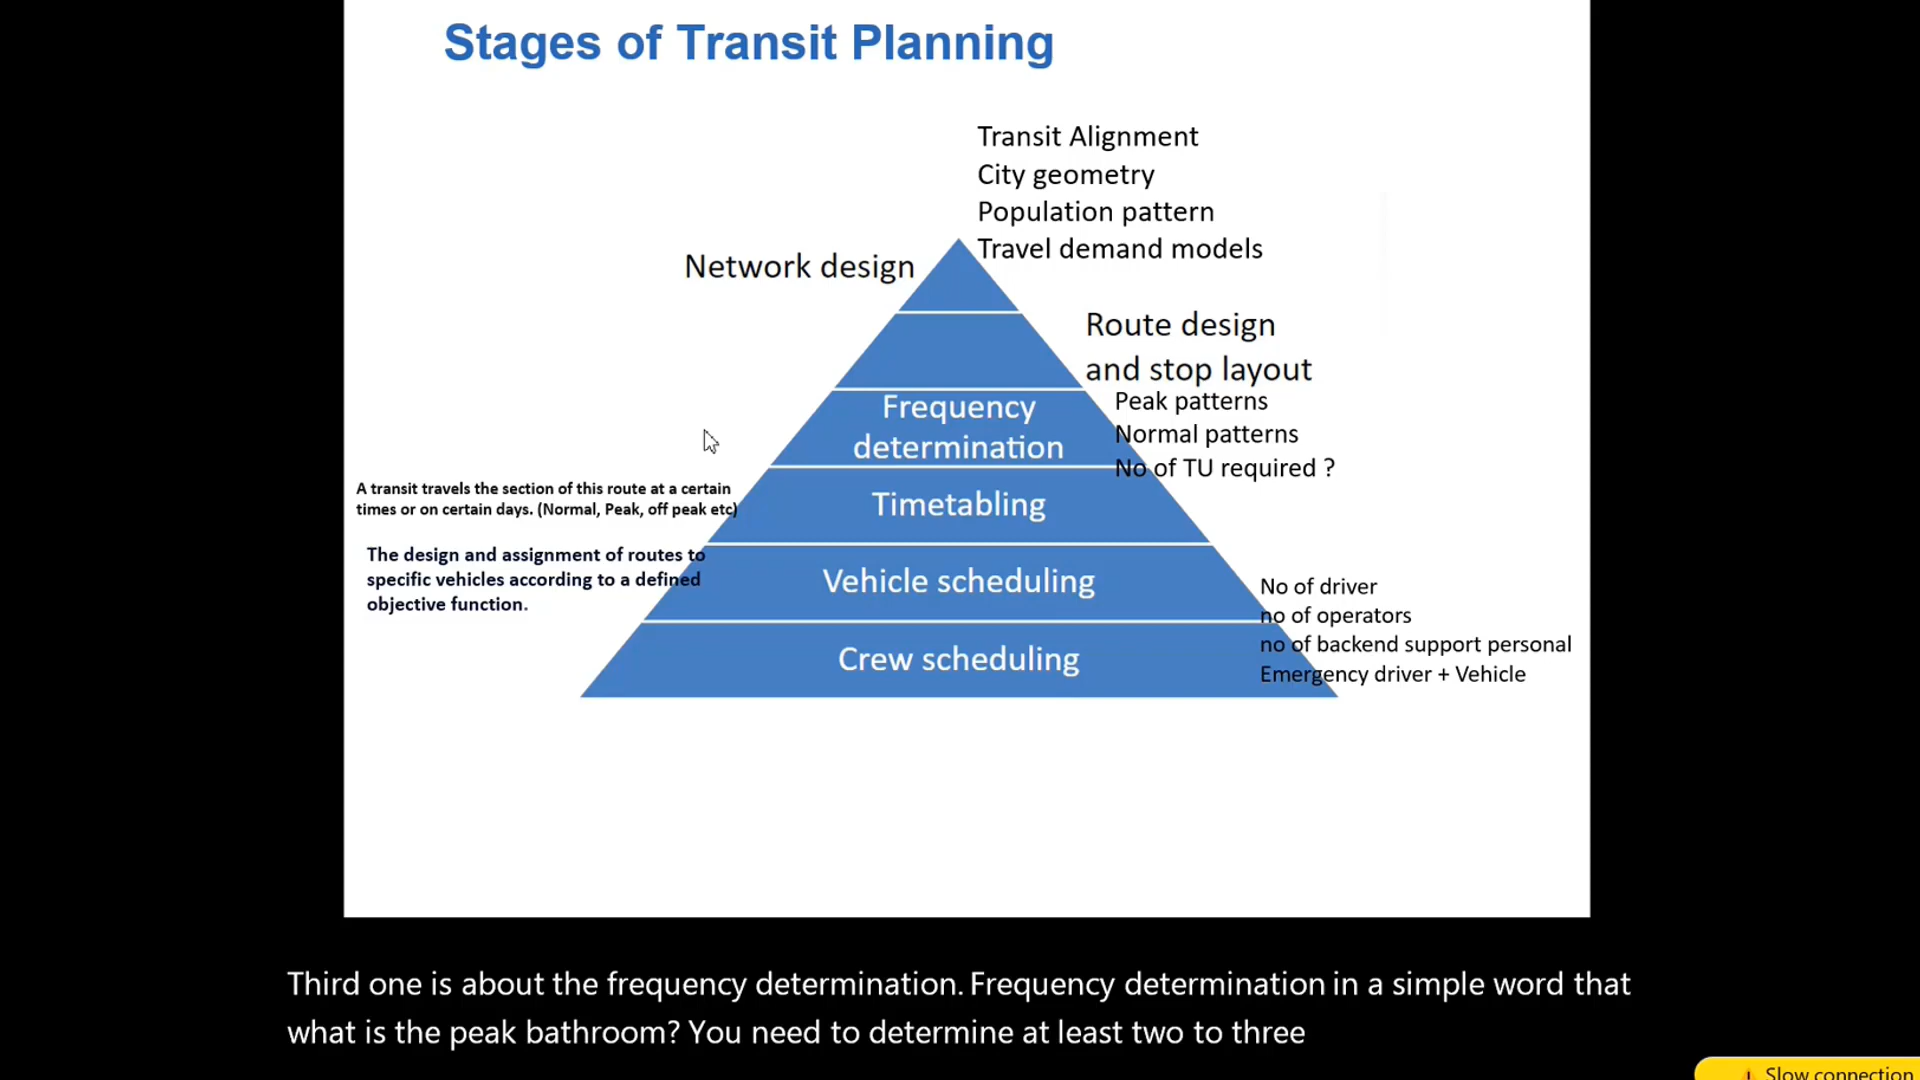 Stages of Transit Planning
Transit Alignment
City geometry
Population pattern
Travel demand models
Network design
Route design
and stop layout
Frequency
determination
Peak patterns
Normal patterns
No of TU required ?
A transit travels the section of this route at a certain
times or on certain days. (Normal, Peak, off peak etc)
Timetabling
The design and assignment of routes to
specific vehicles according to a defined
objective function.
Vehicle scheduling
Crew scheduling
No of driver
no of operators
no of backend support personal
Emergency driver + Vehicle
Third one is about the frequency determination. Frequency determination in a simple word that
what is the peak bathroom? You need to determine at least two to three
Slow connection